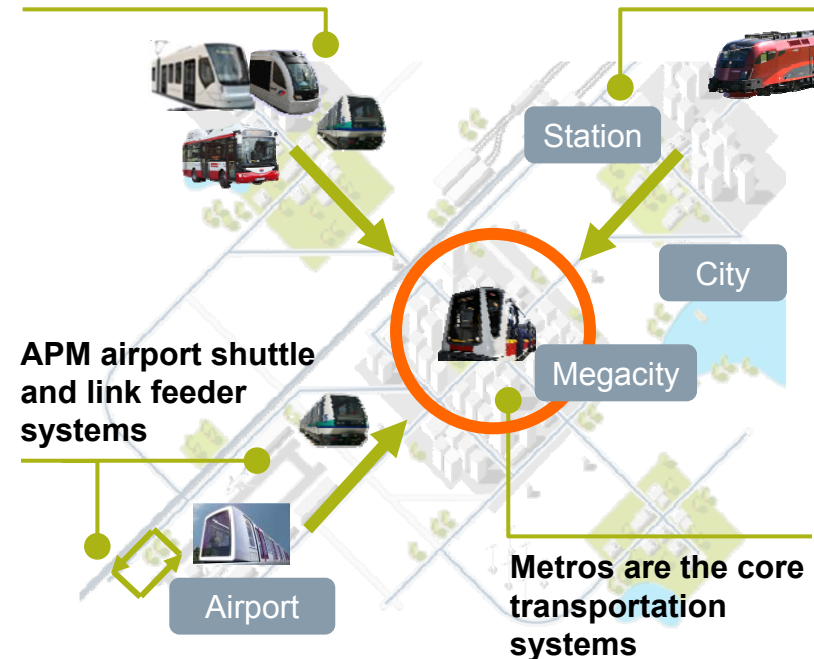 Station
City
Megacity
APM airport shuttle
and link feeder
systems
Airport
Metros are the core
transportation
systems